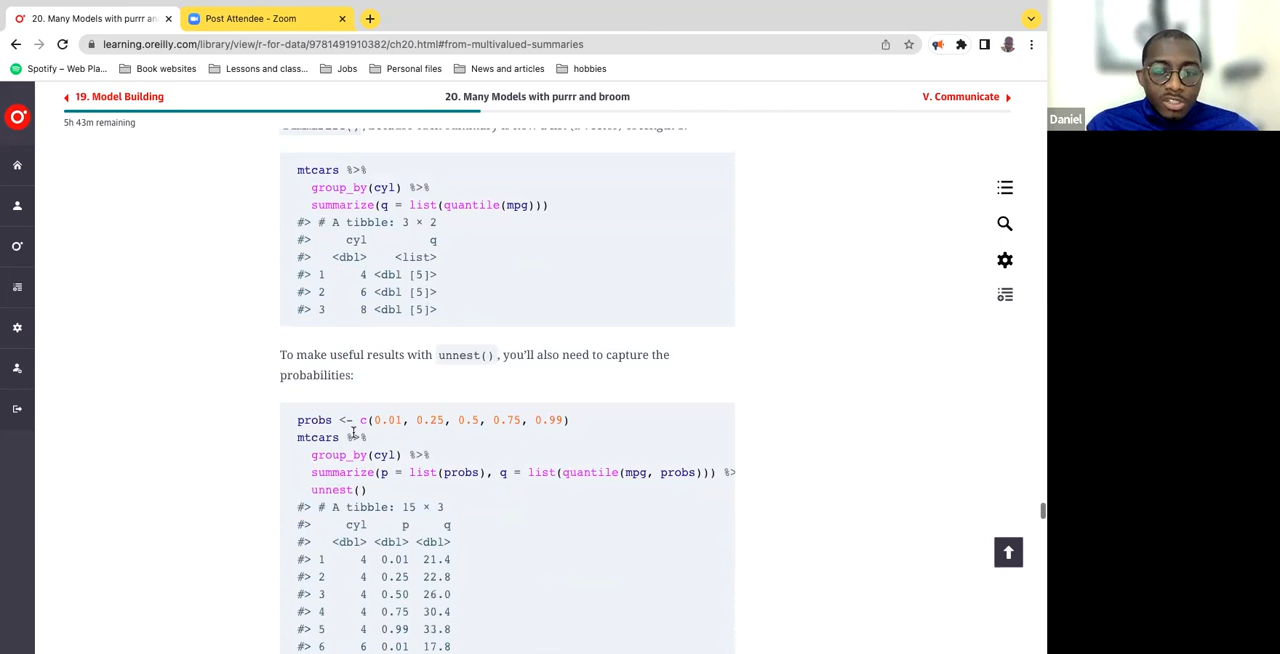 20. Many Models with purrr and
Post Attendee - Zoom
learning.oreilly.com/library/view/r-for-data/9781491910382/ch20.html#from-multivalued-summaries
Spotify – Web Pla...
Book websites
Lessons and class...
Jobs
Personal files
News and articles
hobbies
19. Model Building
20. Many Models with purrr and broom
V. Communicate
5h 43m remaining
Daniel
mtcars %>%
group_by(cyl) %>%
summarize(q = list(quantile(mpg)))
#> # A tibble: 3 × 2
#> cyl q
#> <dbl> <list>
#> 1 4 <dbl [5]>
#> 2 6 <dbl [5]>
#> 3 8 <dbl [5]>
To make useful results with unnest(), you’ll also need to capture the
probabilities:
probs <- c(0.01, 0.25, 0.5, 0.75, 0.99)
mtcars %>%
group_by(cyl) %>%
summarize(p = list(probs), q = list(quantile(mpg, probs))) %>
unnest()
#> # A tibble: 15 × 3
#> cyl p q
#> <dbl> <dbl> <dbl>
#> 1 4 0.01 21.4
#> 2 4 0.25 22.8
#> 3 4 0.50 26.0
#> 4 4 0.75 30.4
#> 5 4 0.99 33.8
#> 6 6 0.01 17.8